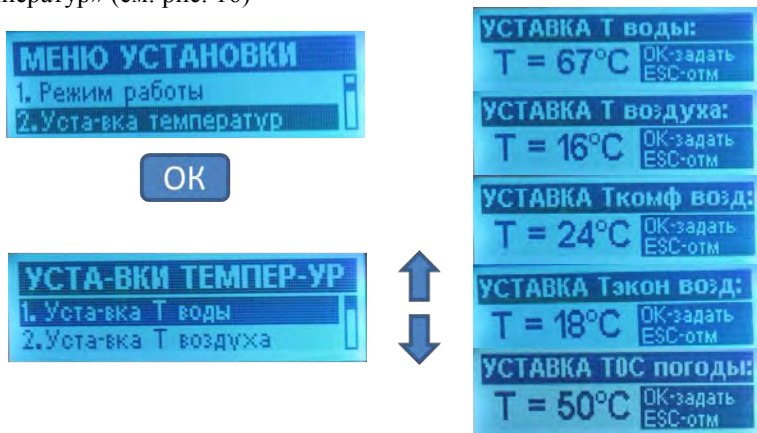 ператур» (см. рис. 16)
МЕНЮ УСТАНОВКИ
1. Режим работы
2.Уста-вка температур
OK
УСТА-ВКИ ТЕМПЕР-УР
1. Уста-вка Т воды
2.Уста-вка Т воздуха
УСТАВКА Т воды:
T = 67°C
OK-задать
ESC-отм
УСТАВКА Т воздуха:
T = 16°C
OK-задать
ESC-отм
УСТАВКА Ткомф возд:
T = 24°C
OK-задать
ESC-отм
УСТАВКА Тэкон возд:
T = 18°C
OK-задать
ESC-отм
УСТАВКА Т0С погоды:
T = 50°C
OK-задать
ESC-отм